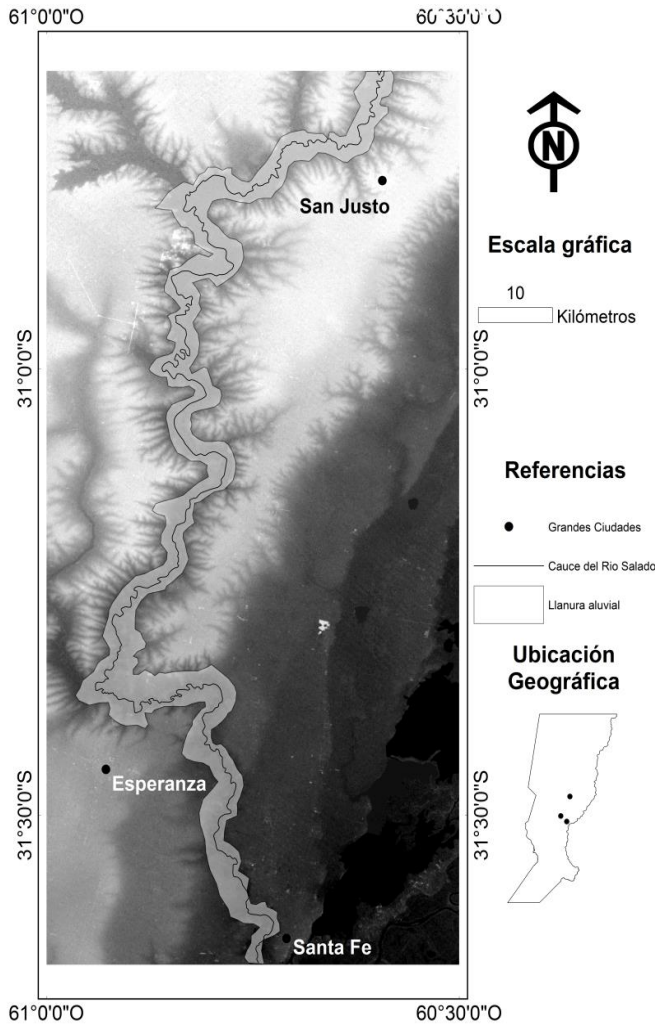 61°0'0"O
60°30'0"O
San Justo
Esperanza
Santa Fe
31°0'0"S
31°30'0"S
31°0'0"S
31°30'0"S
61°0'0"O
60°30'0"O
N
Escala gráfica
10
Kilómetros
Referencias
Grandes Ciudades
Cauce del Rio Salado
Llanura aluvial
Ubicación
Geográfica